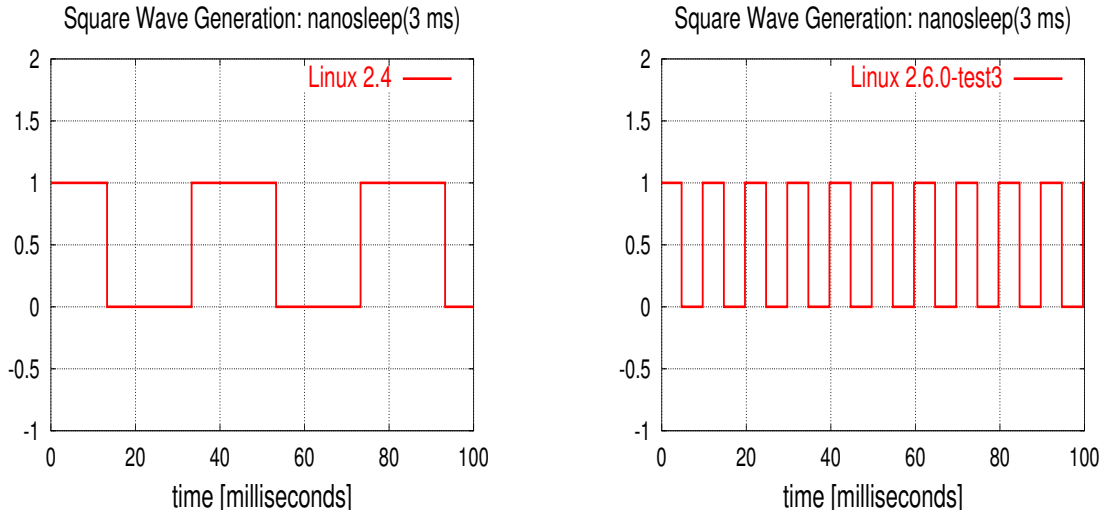 Square Wave Generation: nanosleep(3 ms)
Linux 2.4
2
1.5
1
0.5
0
-0.5
-1
0 20 40 60 80 100
time [milliseconds]
Square Wave Generation: nanosleep(3 ms)
Linux 2.6.0-test3
2
1.5
1
0.5
0
-0.5
-1
0 20 40 60 80 100
time [milliseconds]